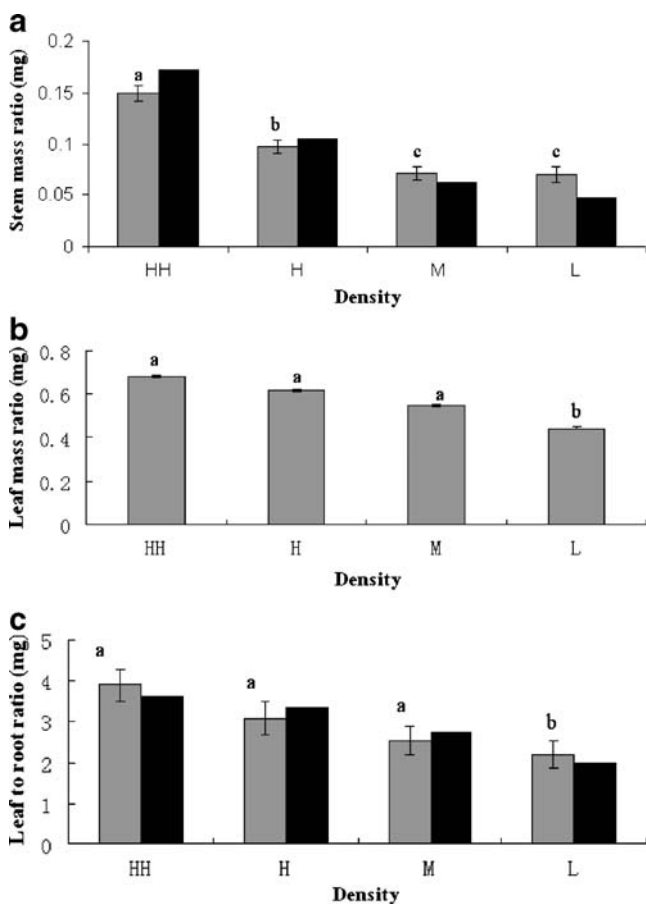 a
Stem mass ratio (mg)
0.2
0.15
0.1
0.05
0
a
b
c
c
HH H M L
Density
b
Leaf mass ratio (mg)
0.8
0.6
0.4
0.2
0
a
a
a
b
HH H M L
Density
c
Leaf to root ratio (mg)
5
4
3
2
1
0
a
a
a
b
HH H M L
Density